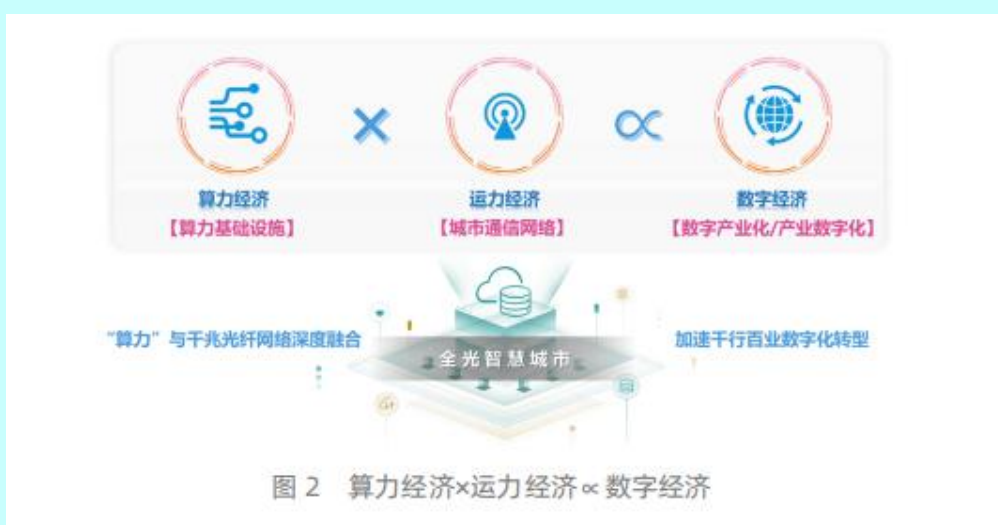 算力经济 × 运力经济 ∝ 数字经济
【算力基础设施】 【城市通信网络】 【数字产业化/产业数字化】
“算力”与千兆光纤网络深度融合 加速千行百业数字化转型
全光智慧城市
图 2 算力经济×运力经济∝数字经济